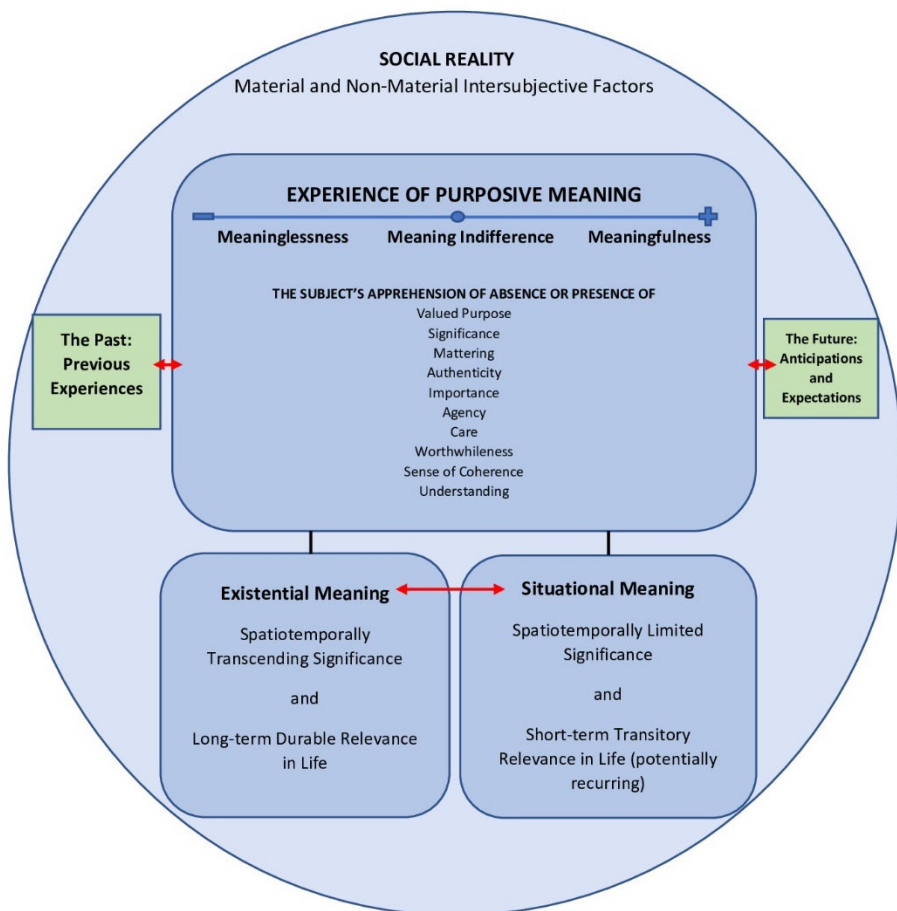 SOCIAL REALITY
Material and Non-Material Intersubjective Factors
EXPERIENCE OF PURPOSIVE MEANING
Meaninglessness
Meaning Indifference
Meaningfulness
THE SUBJECT’S APPREHENSION OF ABSENCE OR PRESENCE OF
Valued Purpose
Significance
Mattering
Authenticity
Importance
Agency
Care
Worthwhileness
Sense of Coherence
Understanding
The Past:
Previous
Experiences
The Future:
Anticipations
and
Expectations
Existential Meaning
Spatiotemporally
Transcending Significance
and
Long-term Durable Relevance
in Life
Situational Meaning
Spatiotemporally Limited
Significance
and
Short-term Transitory
Relevance in Life (potentially
recurring)